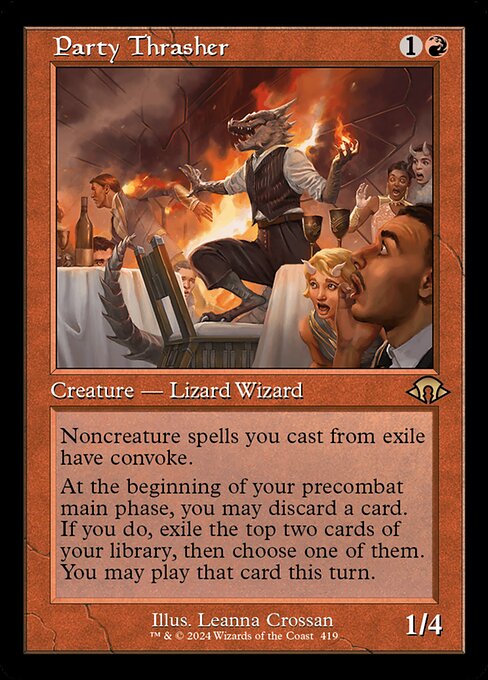 Party Thrasher 1
Creature — Lizard Wizard
Noncreature spells you cast from exile
have convoke.
At the beginning of your precombat
main phase, you may discard a card.
If you do, exile the top two cards of
your library, then choose one of them.
You may play that card this turn.
Illus. Leanna Crossan
™ & © 2024 Wizards of the Coast 419
1/4